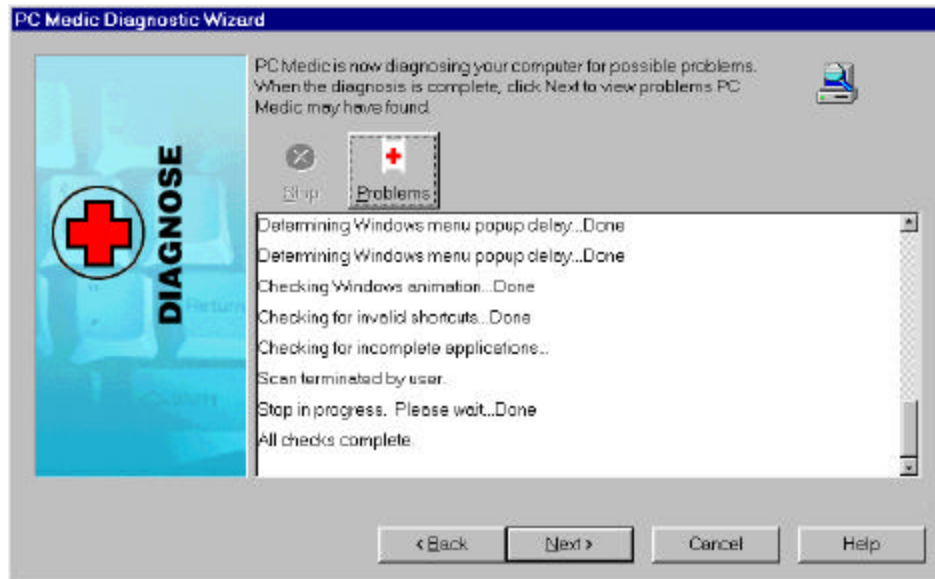 PC Medic Diagnostic Wizard
PC Medic is now diagnosing your computer for possible problems.
When the diagnosis is complete, click Next to view problems PC
Medic may have found.
DIAGNOSE
Stop
Problems
Determining Windows menu popup delay...Done
Determining Windows menu popup delay...Done
Checking Windows animation...Done
Checking for invalid shortcuts...Done
Checking for incomplete applications...
Scan terminated by user.
Stop in progress. Please wait...Done
All checks complete.
< Back
Next >
Cancel
Help